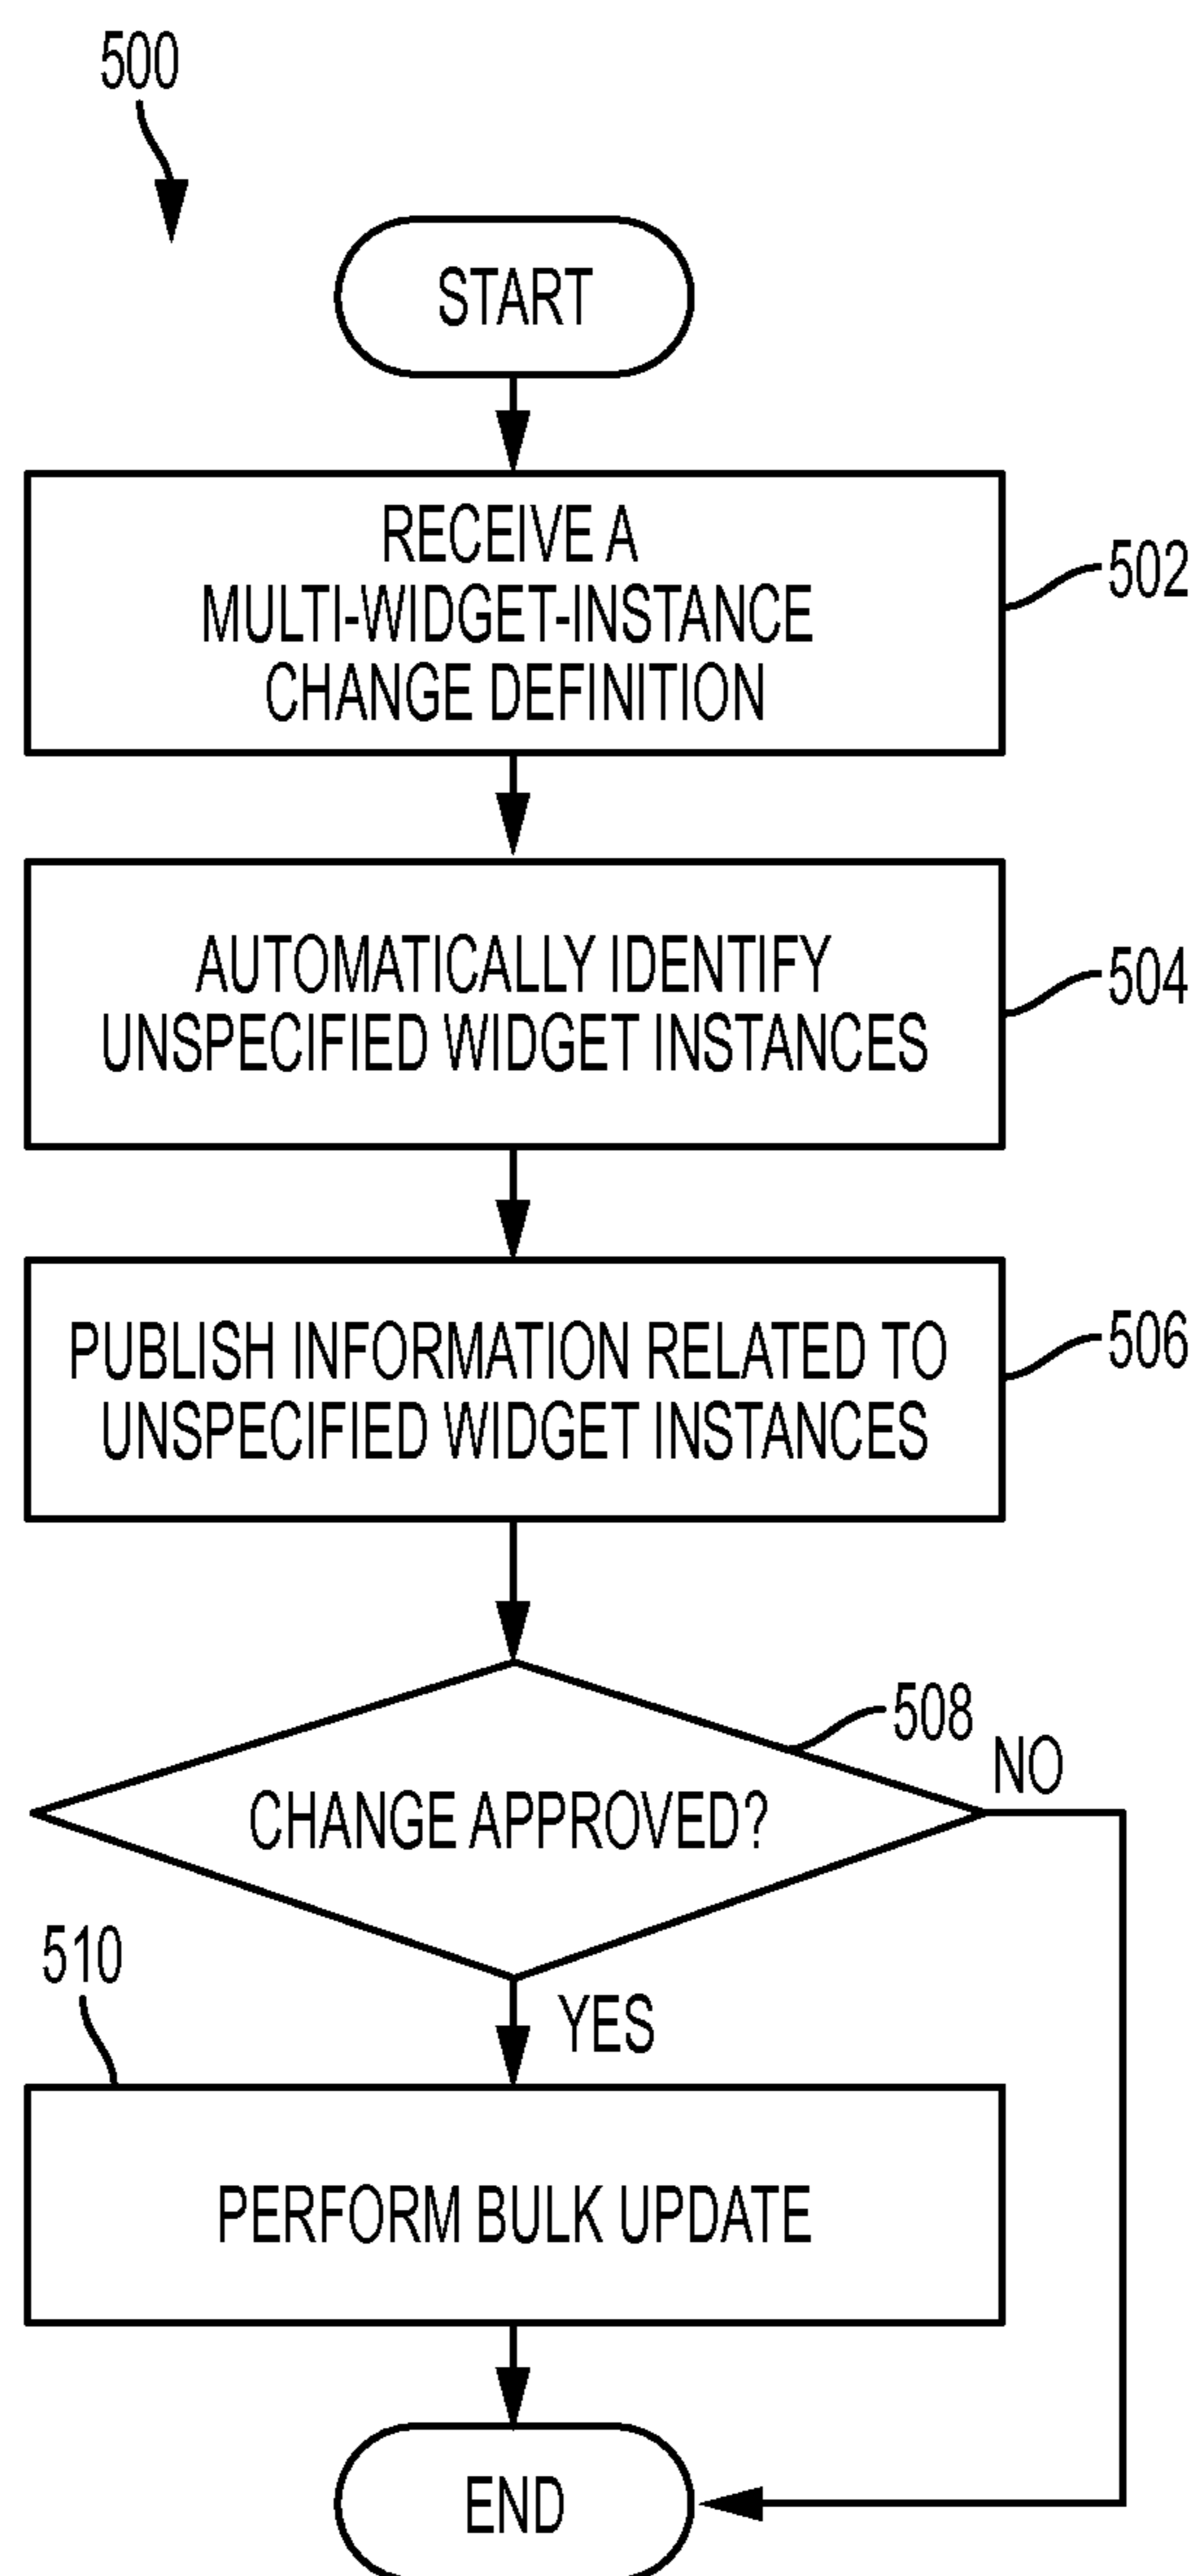 500
START
RECEIVE A
MULTI-WIDGET-INSTANCE
CHANGE DEFINITION
502
AUTOMATICALLY IDENTIFY
UNSPECIFIED WIDGET INSTANCES
504
PUBLISH INFORMATION RELATED TO
UNSPECIFIED WIDGET INSTANCES
506
508
NO
CHANGE APPROVED?
510
YES
PERFORM BULK UPDATE
END